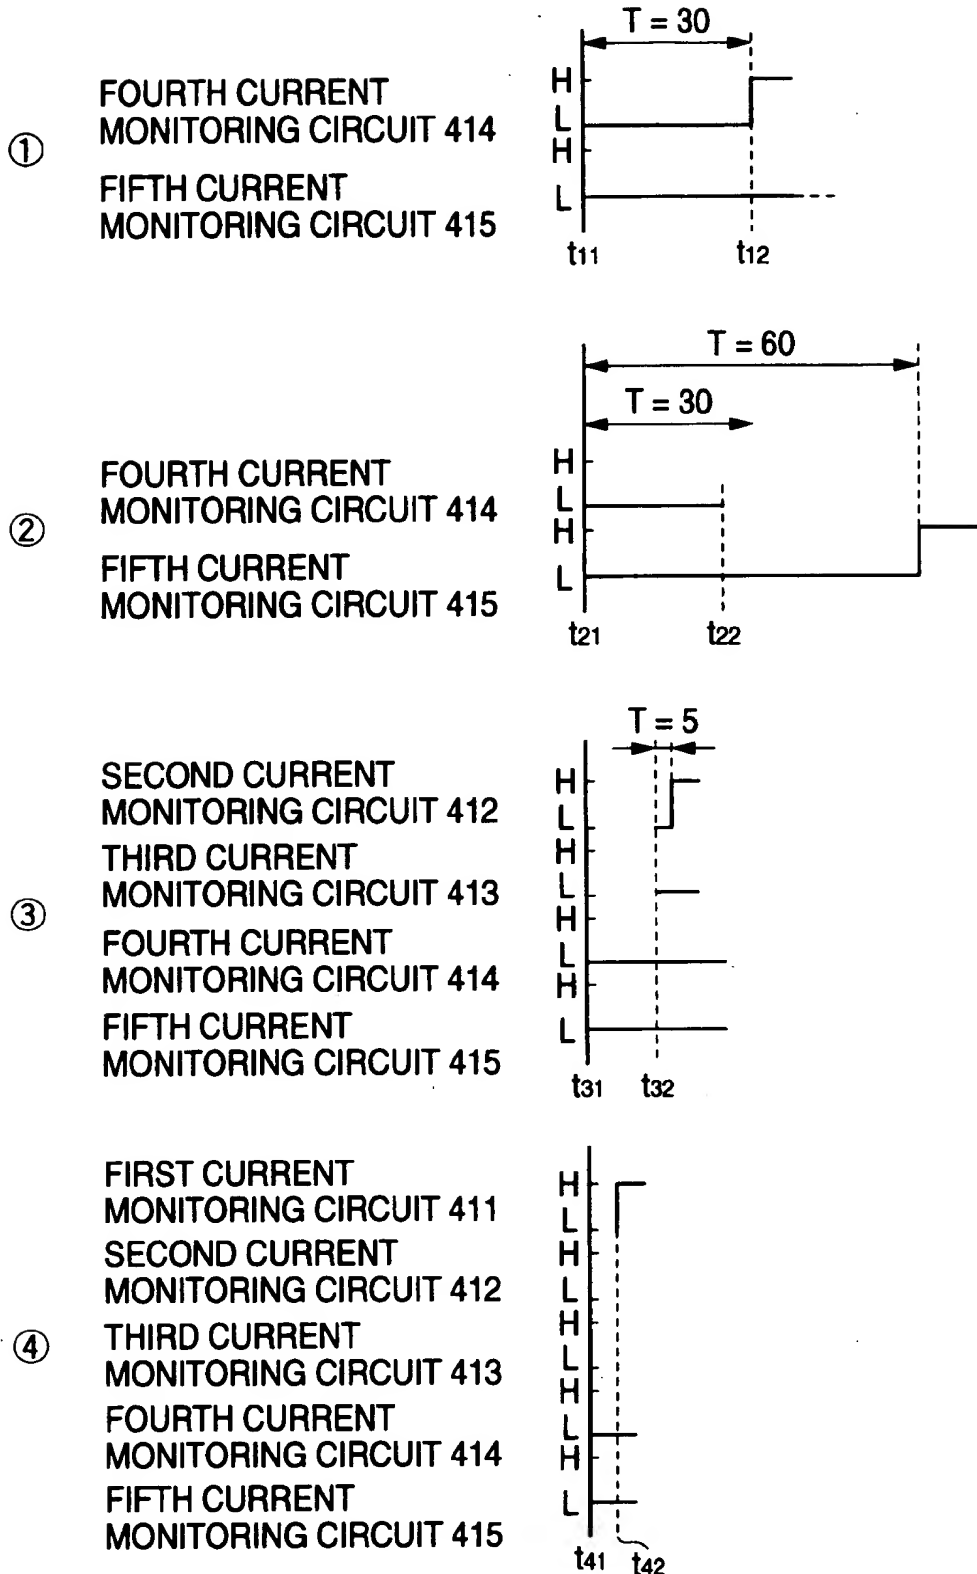 T = 30
①
FOURTH CURRENT
MONITORING CIRCUIT 414
FIFTH CURRENT
MONITORING CIRCUIT 415
H
L
H
L
t11
t12
T = 60
T = 30
②
FOURTH CURRENT
MONITORING CIRCUIT 414
FIFTH CURRENT
MONITORING CIRCUIT 415
H
L
H
L
t21
t22
T = 5
③
SECOND CURRENT
MONITORING CIRCUIT 412
THIRD CURRENT
MONITORING CIRCUIT 413
FOURTH CURRENT
MONITORING CIRCUIT 414
FIFTH CURRENT
MONITORING CIRCUIT 415
H
L
H
L
H
L
H
L
t31
t32
④
FIRST CURRENT
MONITORING CIRCUIT 411
SECOND CURRENT
MONITORING CIRCUIT 412
THIRD CURRENT
MONITORING CIRCUIT 413
FOURTH CURRENT
MONITORING CIRCUIT 414
FIFTH CURRENT
MONITORING CIRCUIT 415
H
L
H
L
H
L
H
L
H
L
t41
t42